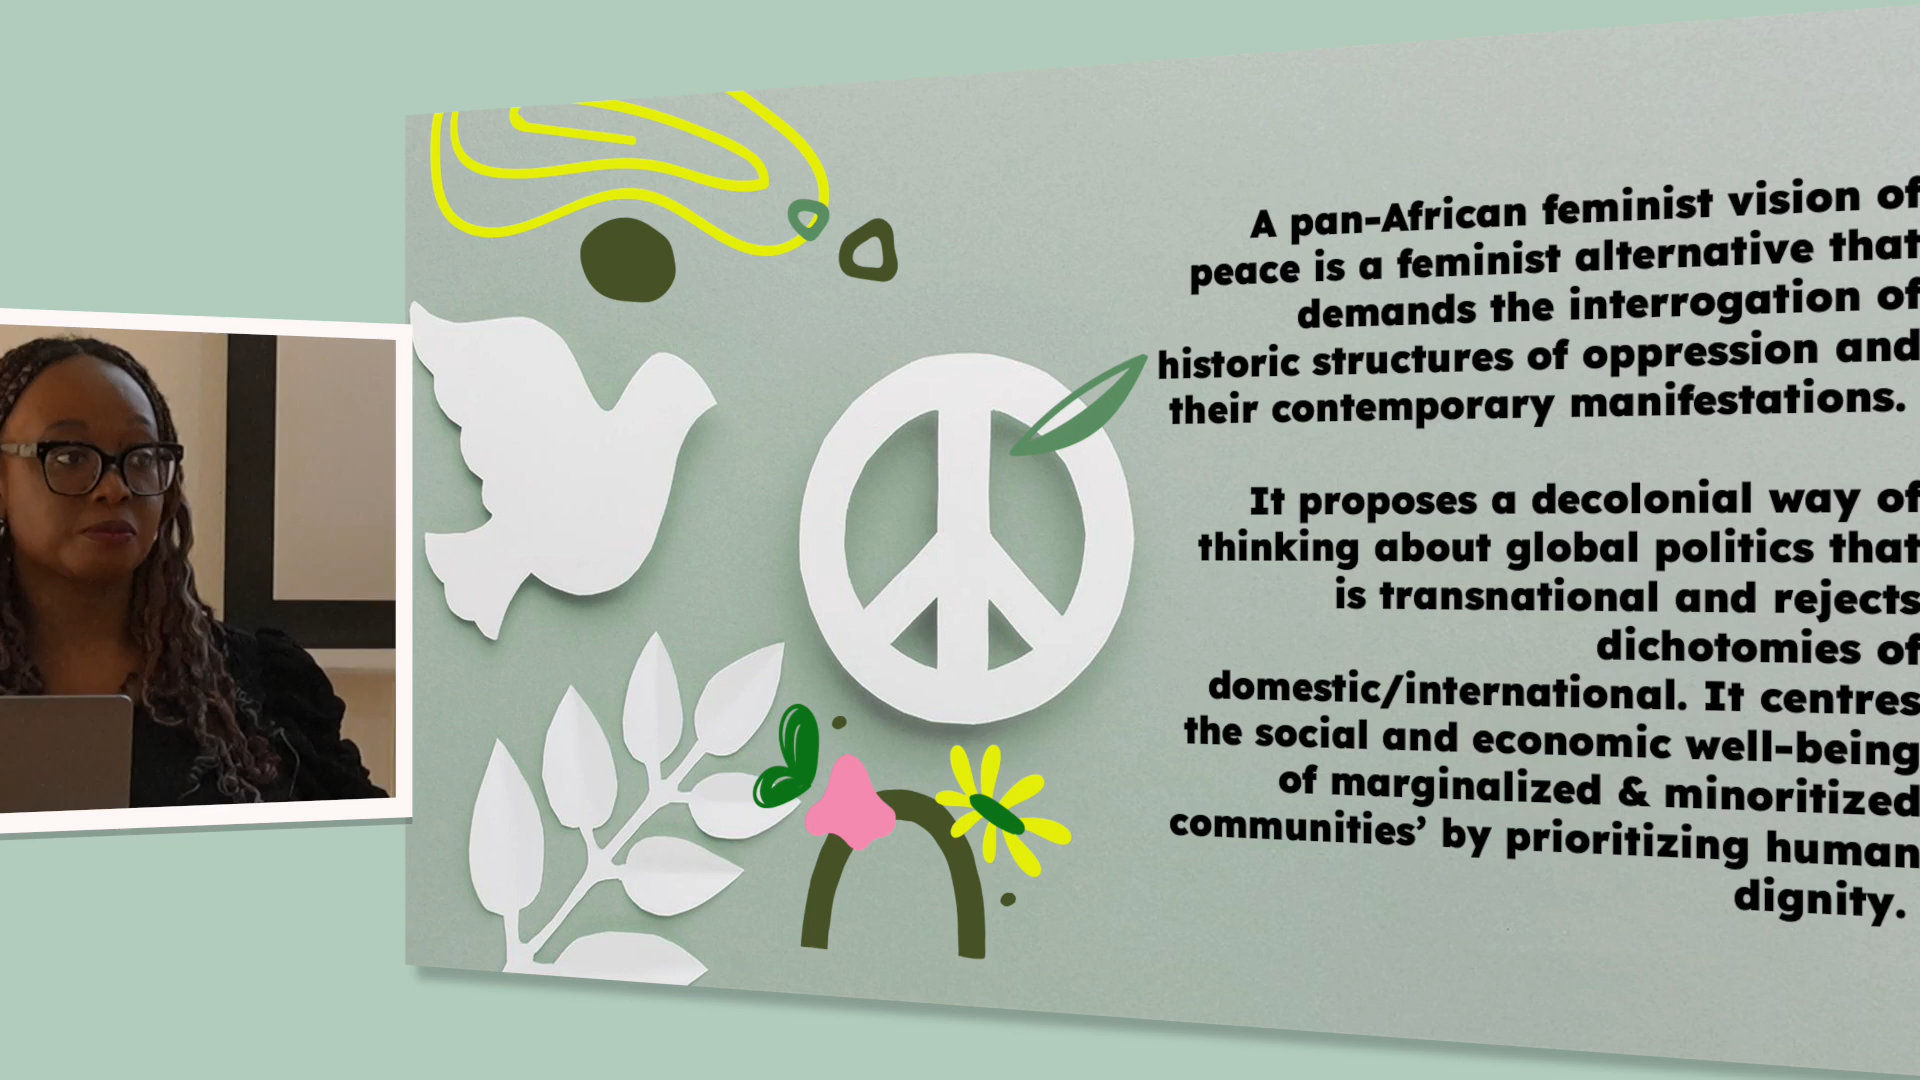 A pan-African feminist vision of
peace is a feminist alternative that
demands the interrogation of
historic structures of oppression and
their contemporary manifestations.
It proposes a decolonial way of
thinking about global politics that
is transnational and rejects
dichotomies of
domestic/international. It centres
the social and economic well-being
of marginalized & minoritized
communities’ by prioritizing human
dignity.